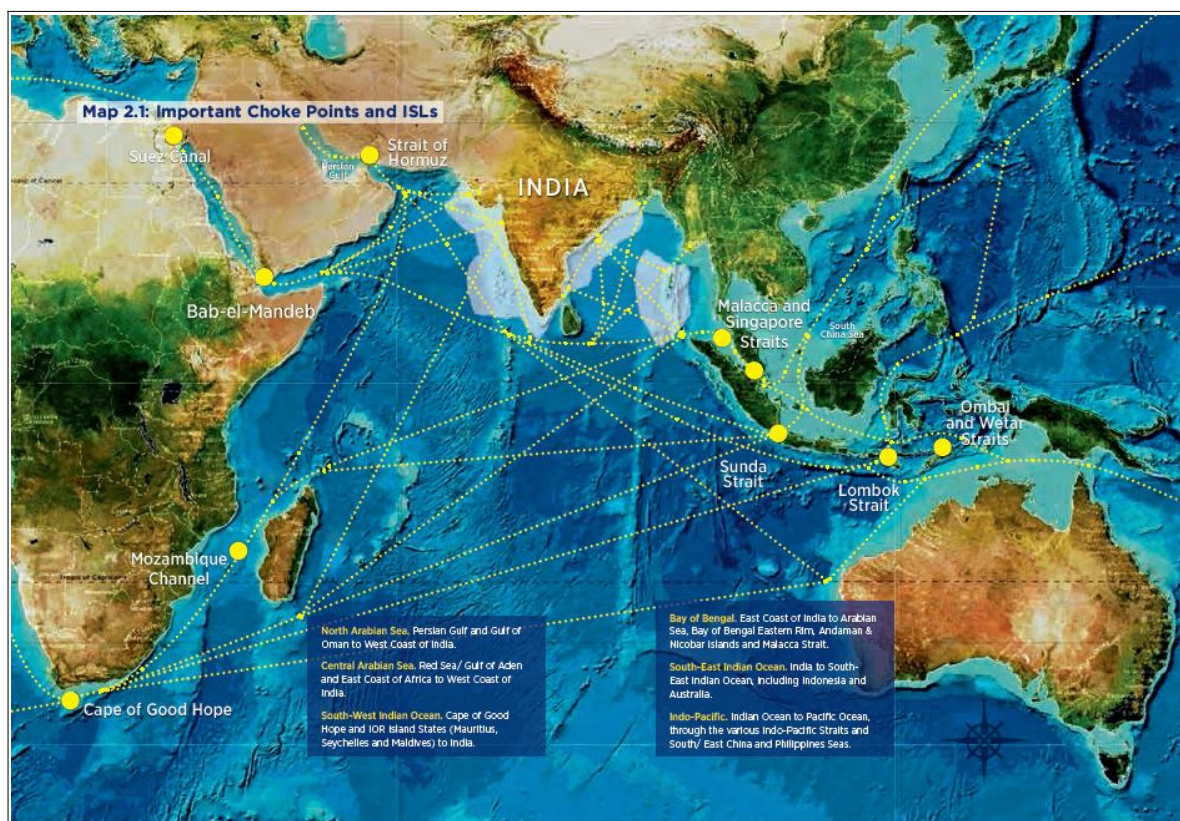 Map 2.1: Important Choke Points and ISLs
Suez Canal
Strait of
Hormuz
Persian
Gulf
INDIA
Bab-el-Mandeb
Malacca and
Singapore
Straits
South
China Sea
Ombai
and Wetar
Straits
Sunda
Strait
Lombok
Strait
Mozambique
Channel
Tropic of Capricorn
Cape of Good Hope
North Arabian Sea. Persian Gulf and Gulf of
Oman to West Coast of India.
Central Arabian Sea. Red Sea/ Gulf of Aden
and East Coast of Africa to West Coast of
India.
South-West Indian Ocean. Cape of Good
Hope and IOR Island States (Mauritius,
Seychelles and Maldives) to India.
Bay of Bengal. East Coast of India to Arabian
Sea, Bay of Bengal Eastern Rim, Andaman &
Nicobar Islands and Malacca Strait.
South-East Indian Ocean. India to South-
East Indian Ocean, including Indonesia and
Australia.
Indo-Pacific. Indian Ocean to Pacific Ocean,
through the various Indo-Pacific Straits and
South/ East China and Philippines Seas.